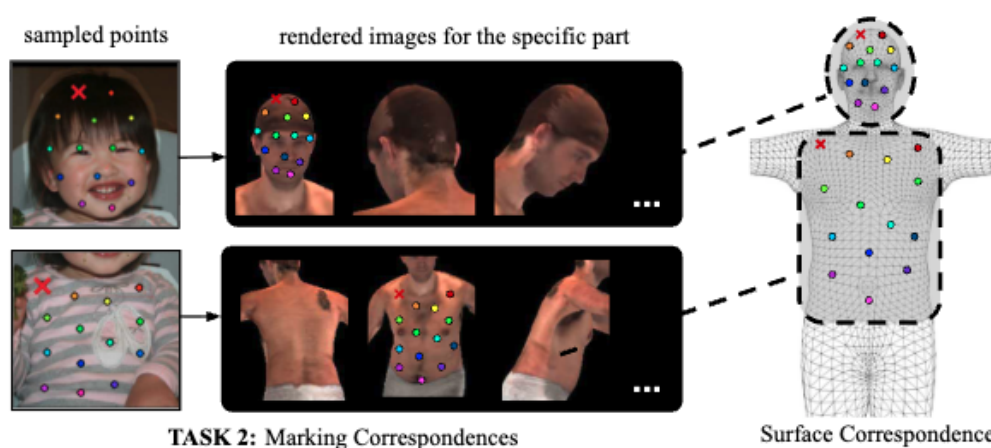 sampled points
rendered images for the specific part
TASK 2: Marking Correspondences
Surface Correspondence